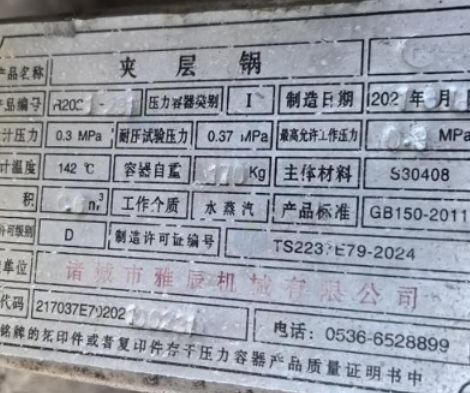 产品名称 夹层锅
产品编号 R202 压力容器类别 I 制造日期 202 年 月
计压力 0.3 MPa 耐压试验压力 0.37 MPa 最高允许工作压力 MPa
计温度 142 ℃ 容器自重 Kg 主体材料 S30408
积 m³ 工作介质 水蒸汽 产品标准 GB150-2011
许可级别 D 制造许可证编号 TS223 E79-2024
单位 诸城市雅辰机械有限公司
代码 217037E79202 电话: 0536-6528899
铭牌的拓印件或者复印件存于压力容器产品质量证明书中